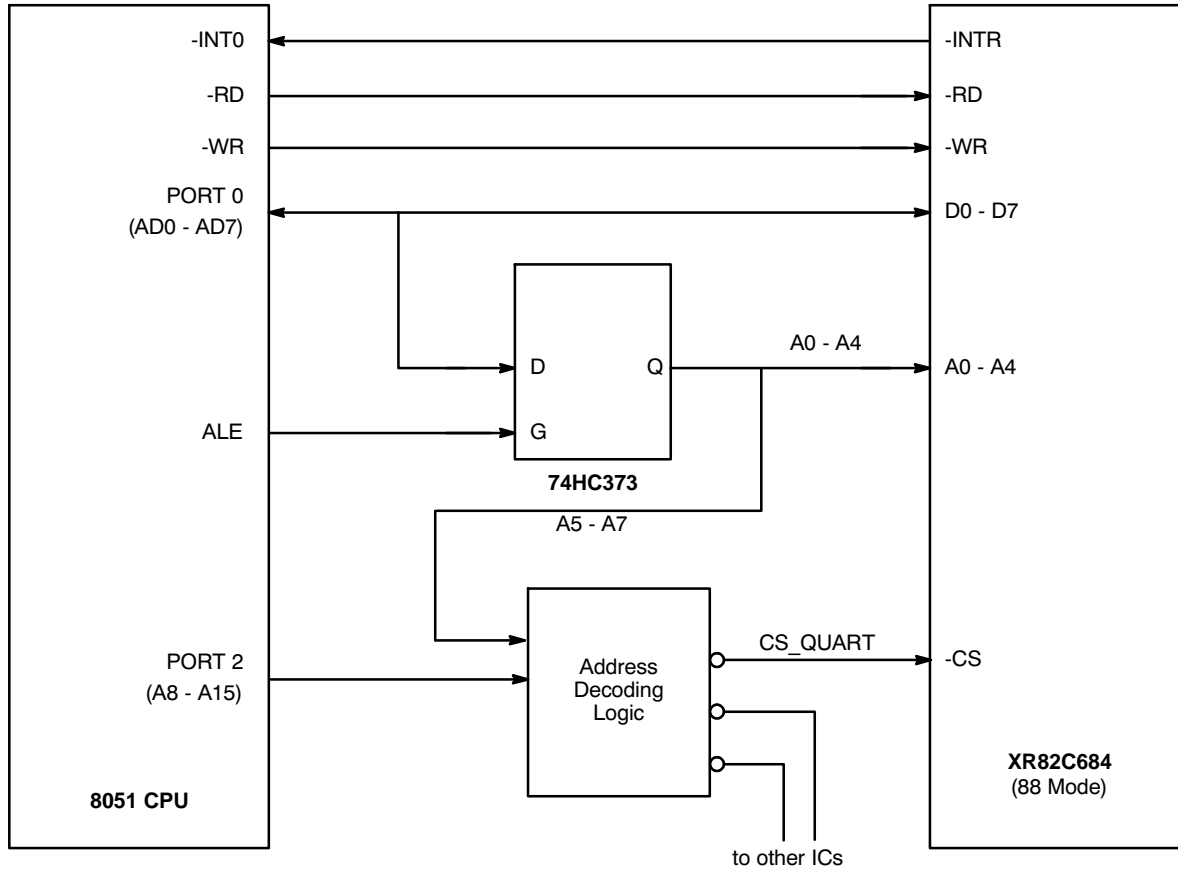 -INT0
-INTR
-RD
-RD
-WR
-WR
PORT 0
(AD0 - AD7)
D0 - D7
A0 - A4
D
Q
A0 - A4
ALE
G
74HC373
A5 - A7
PORT 2
(A8 - A15)
Address
Decoding
Logic
CS_QUART
-CS
XR82C684
(88 Mode)
8051 CPU
to other ICs